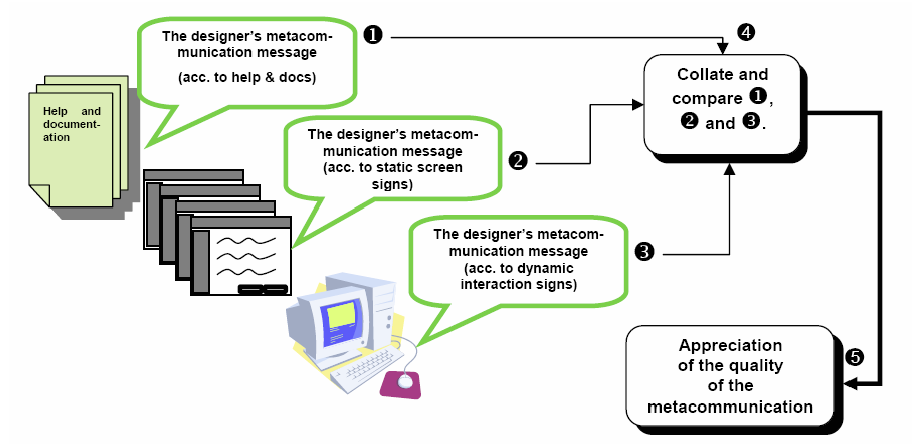 The designer's metacom-
munication message
(acc. to help & docs)
❶
❹
Help and
document-
ation
Collate and
compare ❶,
❷ and ❸.
The designer's metacom-
munication message
(acc. to static screen
signs)
❷
The designer's metacom-
munication message
(acc. to dynamic
interaction signs)
❸
Appreciation
of the quality
of the
metacommunication
❺